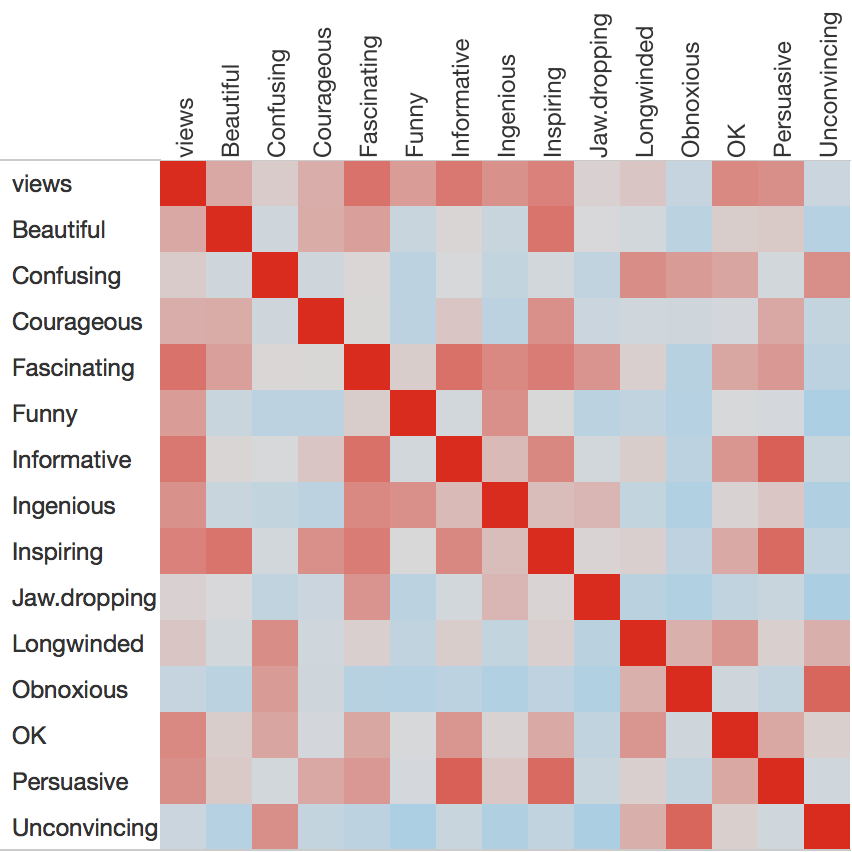 views
Beautiful
Confusing
Courageous
Fascinating
Funny
Informative
Ingenious
Inspiring
Jaw.dropping
Longwinded
Obnoxious
OK
Persuasive
Unconvincing
views
Beautiful
Confusing
Courageous
Fascinating
Funny
Informative
Ingenious
Inspiring
Jaw.dropping
Longwinded
Obnoxious
OK
Persuasive
Unconvincing